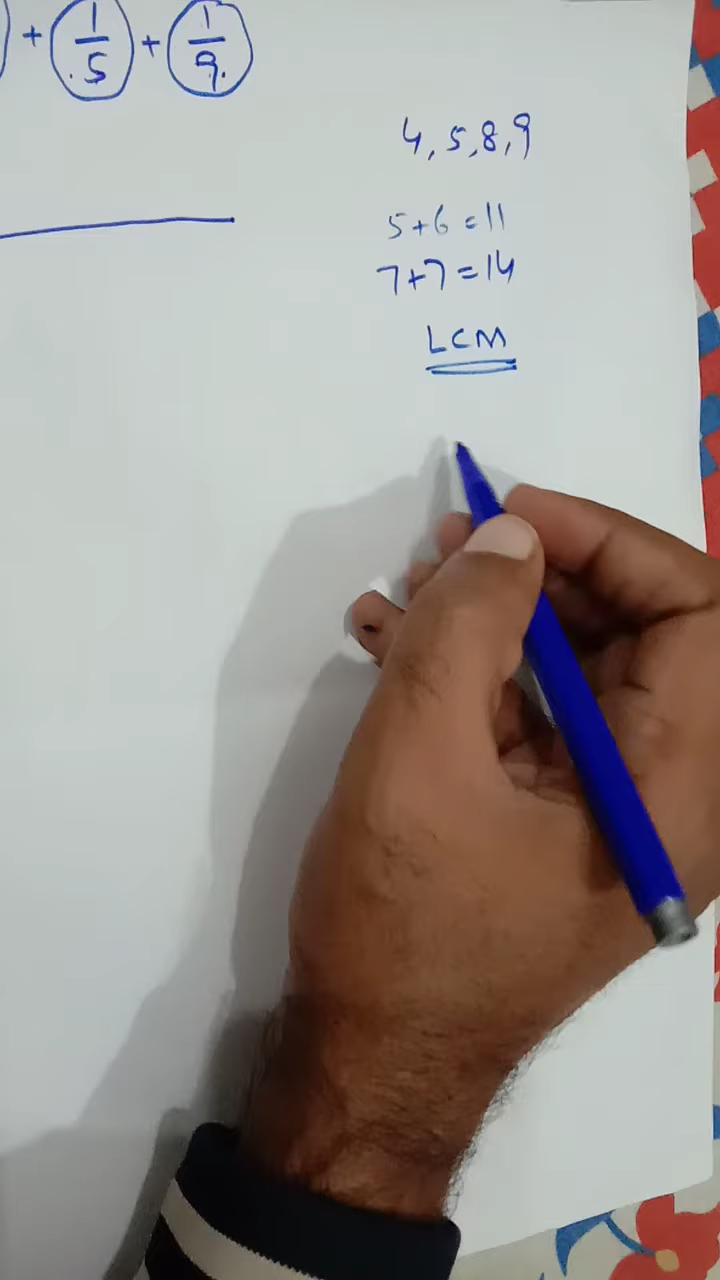 + 1/5 + 1/9
4, 5, 8, 9
5+6=11
7+7=14
LCM